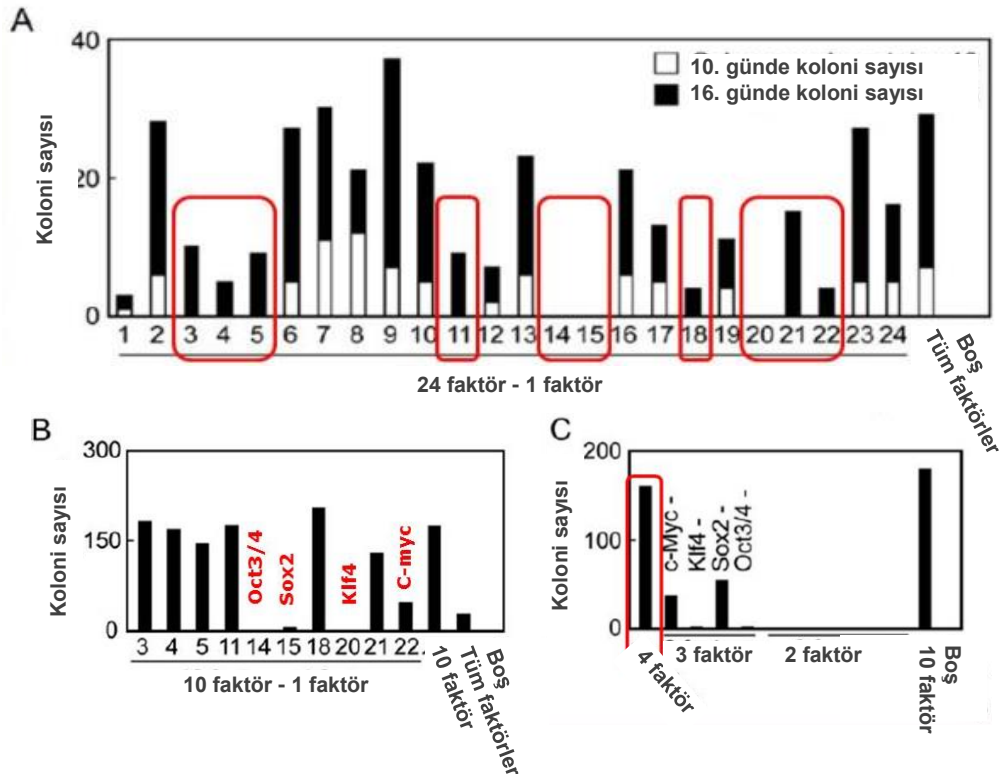 A
Koloni sayısı
40
20
0
10. günde koloni sayısı
16. günde koloni sayısı
1 2 3 4 5 6 7 8 9 10 11 12 13 14 15 16 17 18 19 20 21 22 23 24
Tüm faktörler
Boş
24 faktör - 1 faktör
B
Koloni sayısı
300
150
0
Oct3/4
Sox2
Klf4
C-myc
3 4 5 11 14 15 18 20 21 22
10 faktör
Tüm faktörler
Boş
10 faktör - 1 faktör
C
Koloni sayısı
200
100
0
c-Myc -
Klf4 -
Sox2 -
Oct3/4 -
4 faktör
3 faktör
2 faktör
10 faktör
Boş